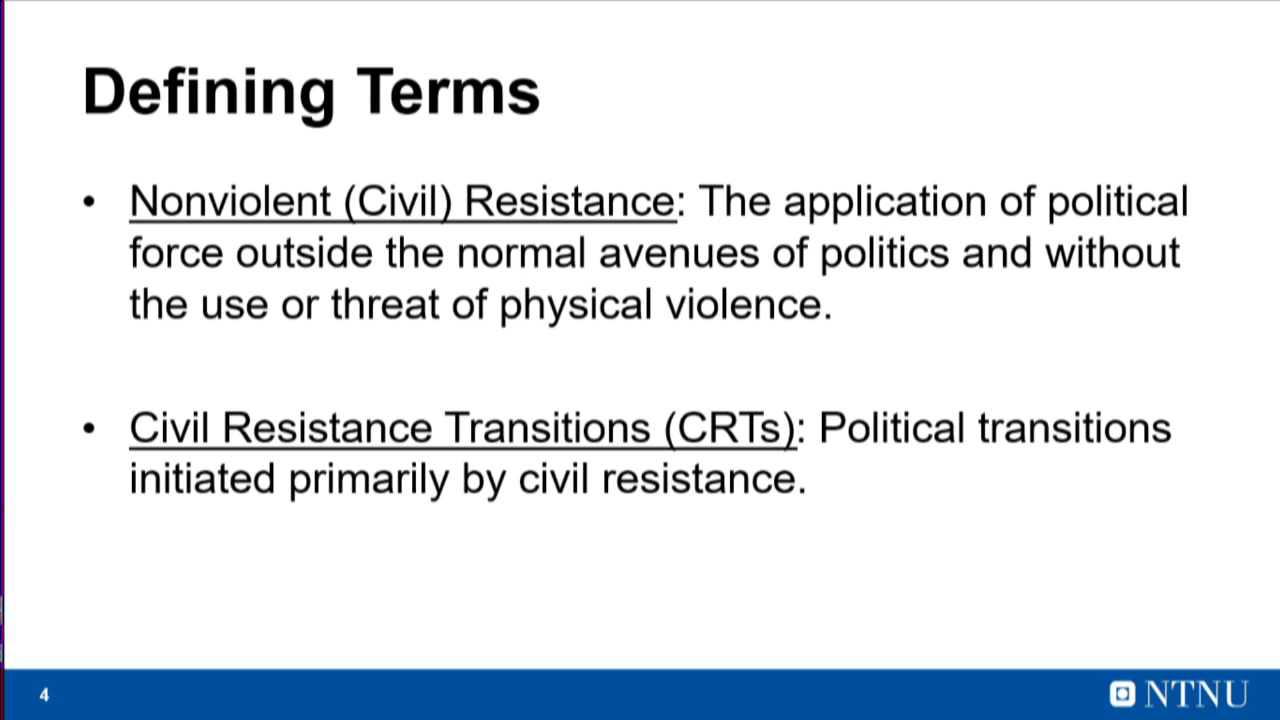 Defining Terms
• Nonviolent (Civil) Resistance: The application of political
force outside the normal avenues of politics and without
the use or threat of physical violence.
• Civil Resistance Transitions (CRTs): Political transitions
initiated primarily by civil resistance.
4
NTNU